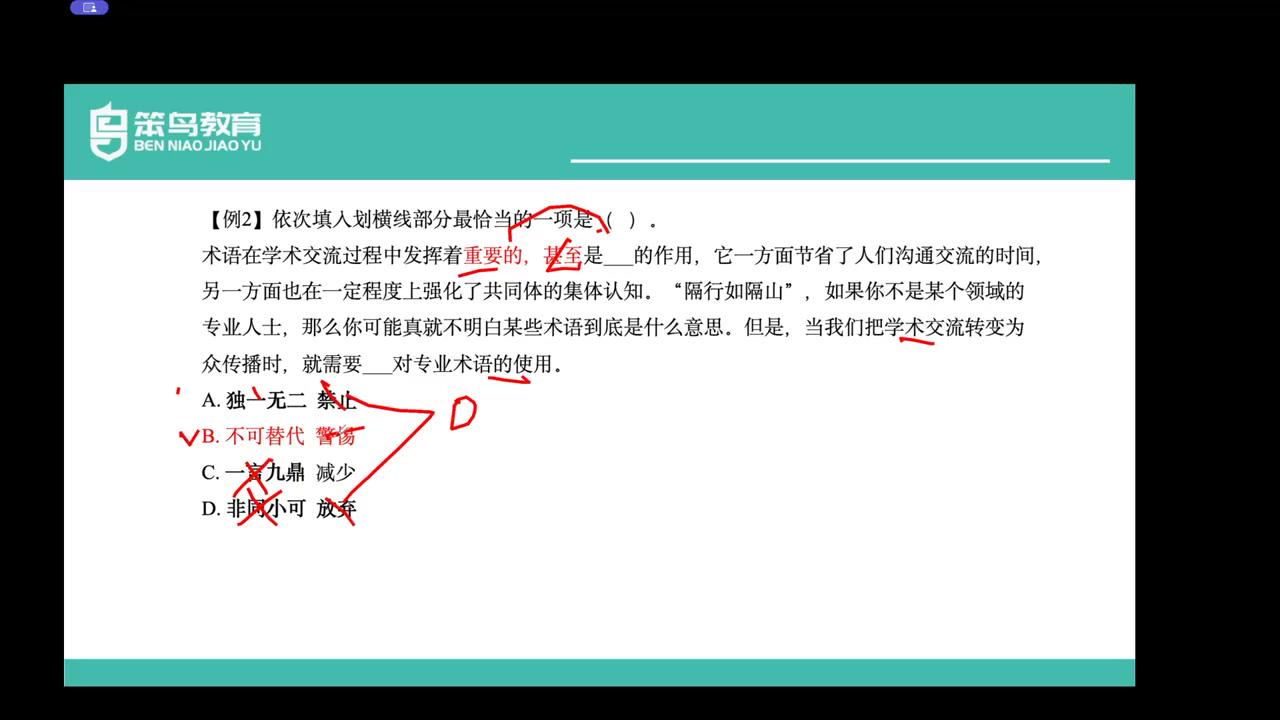 笨鸟教育
BEN NIAO JIAO YU
【例2】依次填入划横线部分最恰当的一项是（ ）。
术语在学术交流过程中发挥着重要的，甚至是___的作用，它一方面节省了人们沟通交流的时间，
另一方面也在一定程度上强化了共同体的集体认知。“隔行如隔山”，如果你不是某个领域的
专业人士，那么你可能真就不明白某些术语到底是什么意思。但是，当我们把学术交流转变为
众传播时，就需要___对专业术语的使用。
A. 独一无二 禁止
B. 不可替代 警惕
C. 一言九鼎 减少
D. 非同小可 放弃
D